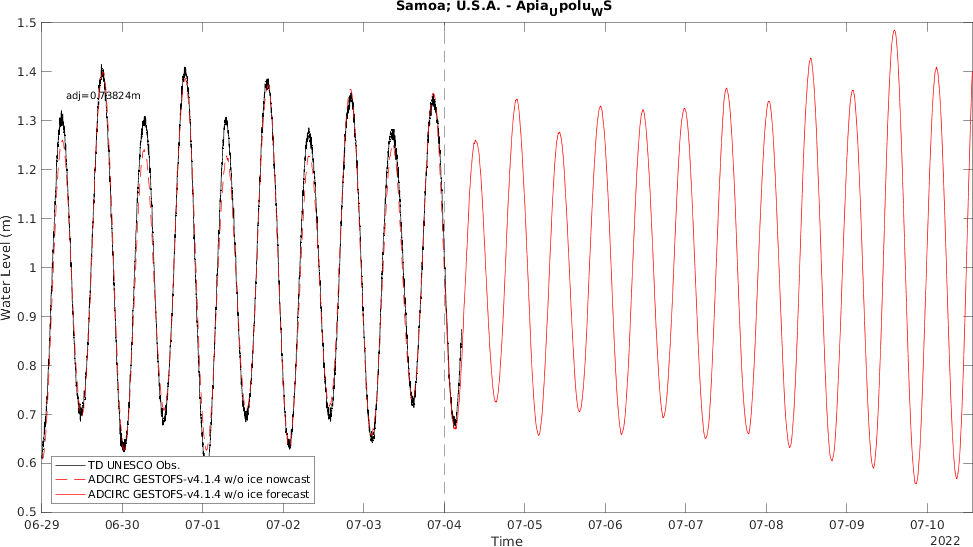 Samoa; U.S.A. - ApiaUpoluWS
adj=0.73824m
Water Level (m)
1.5
1.4
1.3
1.2
1.1
1
0.9
0.8
0.7
0.6
0.5
TD UNESCO Obs.
ADCIRC GESTOFS-v4.1.4 w/o ice nowcast
ADCIRC GESTOFS-v4.1.4 w/o ice forecast
06-29 06-30 07-01 07-02 07-03 07-04 07-05 07-06 07-07 07-08 07-09 07-10
Time
2022